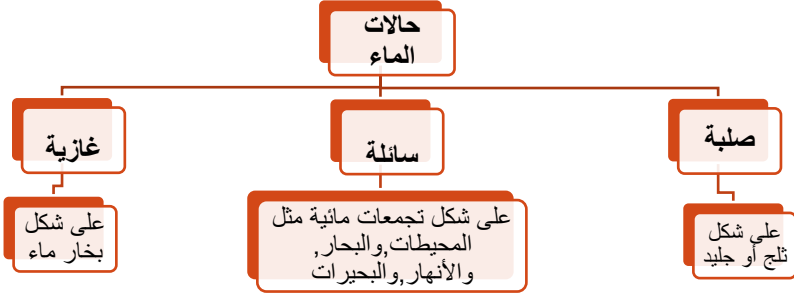 حالات
الماء
صلبة
سائلة
غازية
على شكل
ثلج أو جليد
على شكل تجمعات مائية مثل
المحيطات,والبحار,
والأنهار,والبحيرات
على شكل
بخار ماء